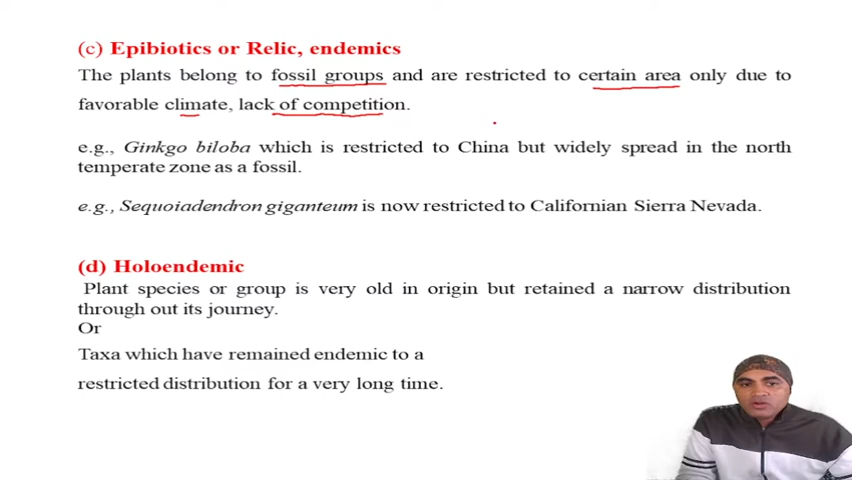 (c) Epibiotics or Relic, endemics
The plants belong to fossil groups and are restricted to certain area only due to
favorable climate, lack of competition.
e.g., Ginkgo biloba which is restricted to China but widely spread in the north
temperate zone as a fossil.
e.g., Sequoiadendron giganteum is now restricted to Californian Sierra Nevada.
(d) Holoendemic
Plant species or group is very old in origin but retained a narrow distribution
through out its journey.
Or
Taxa which have remained endemic to a
restricted distribution for a very long time.